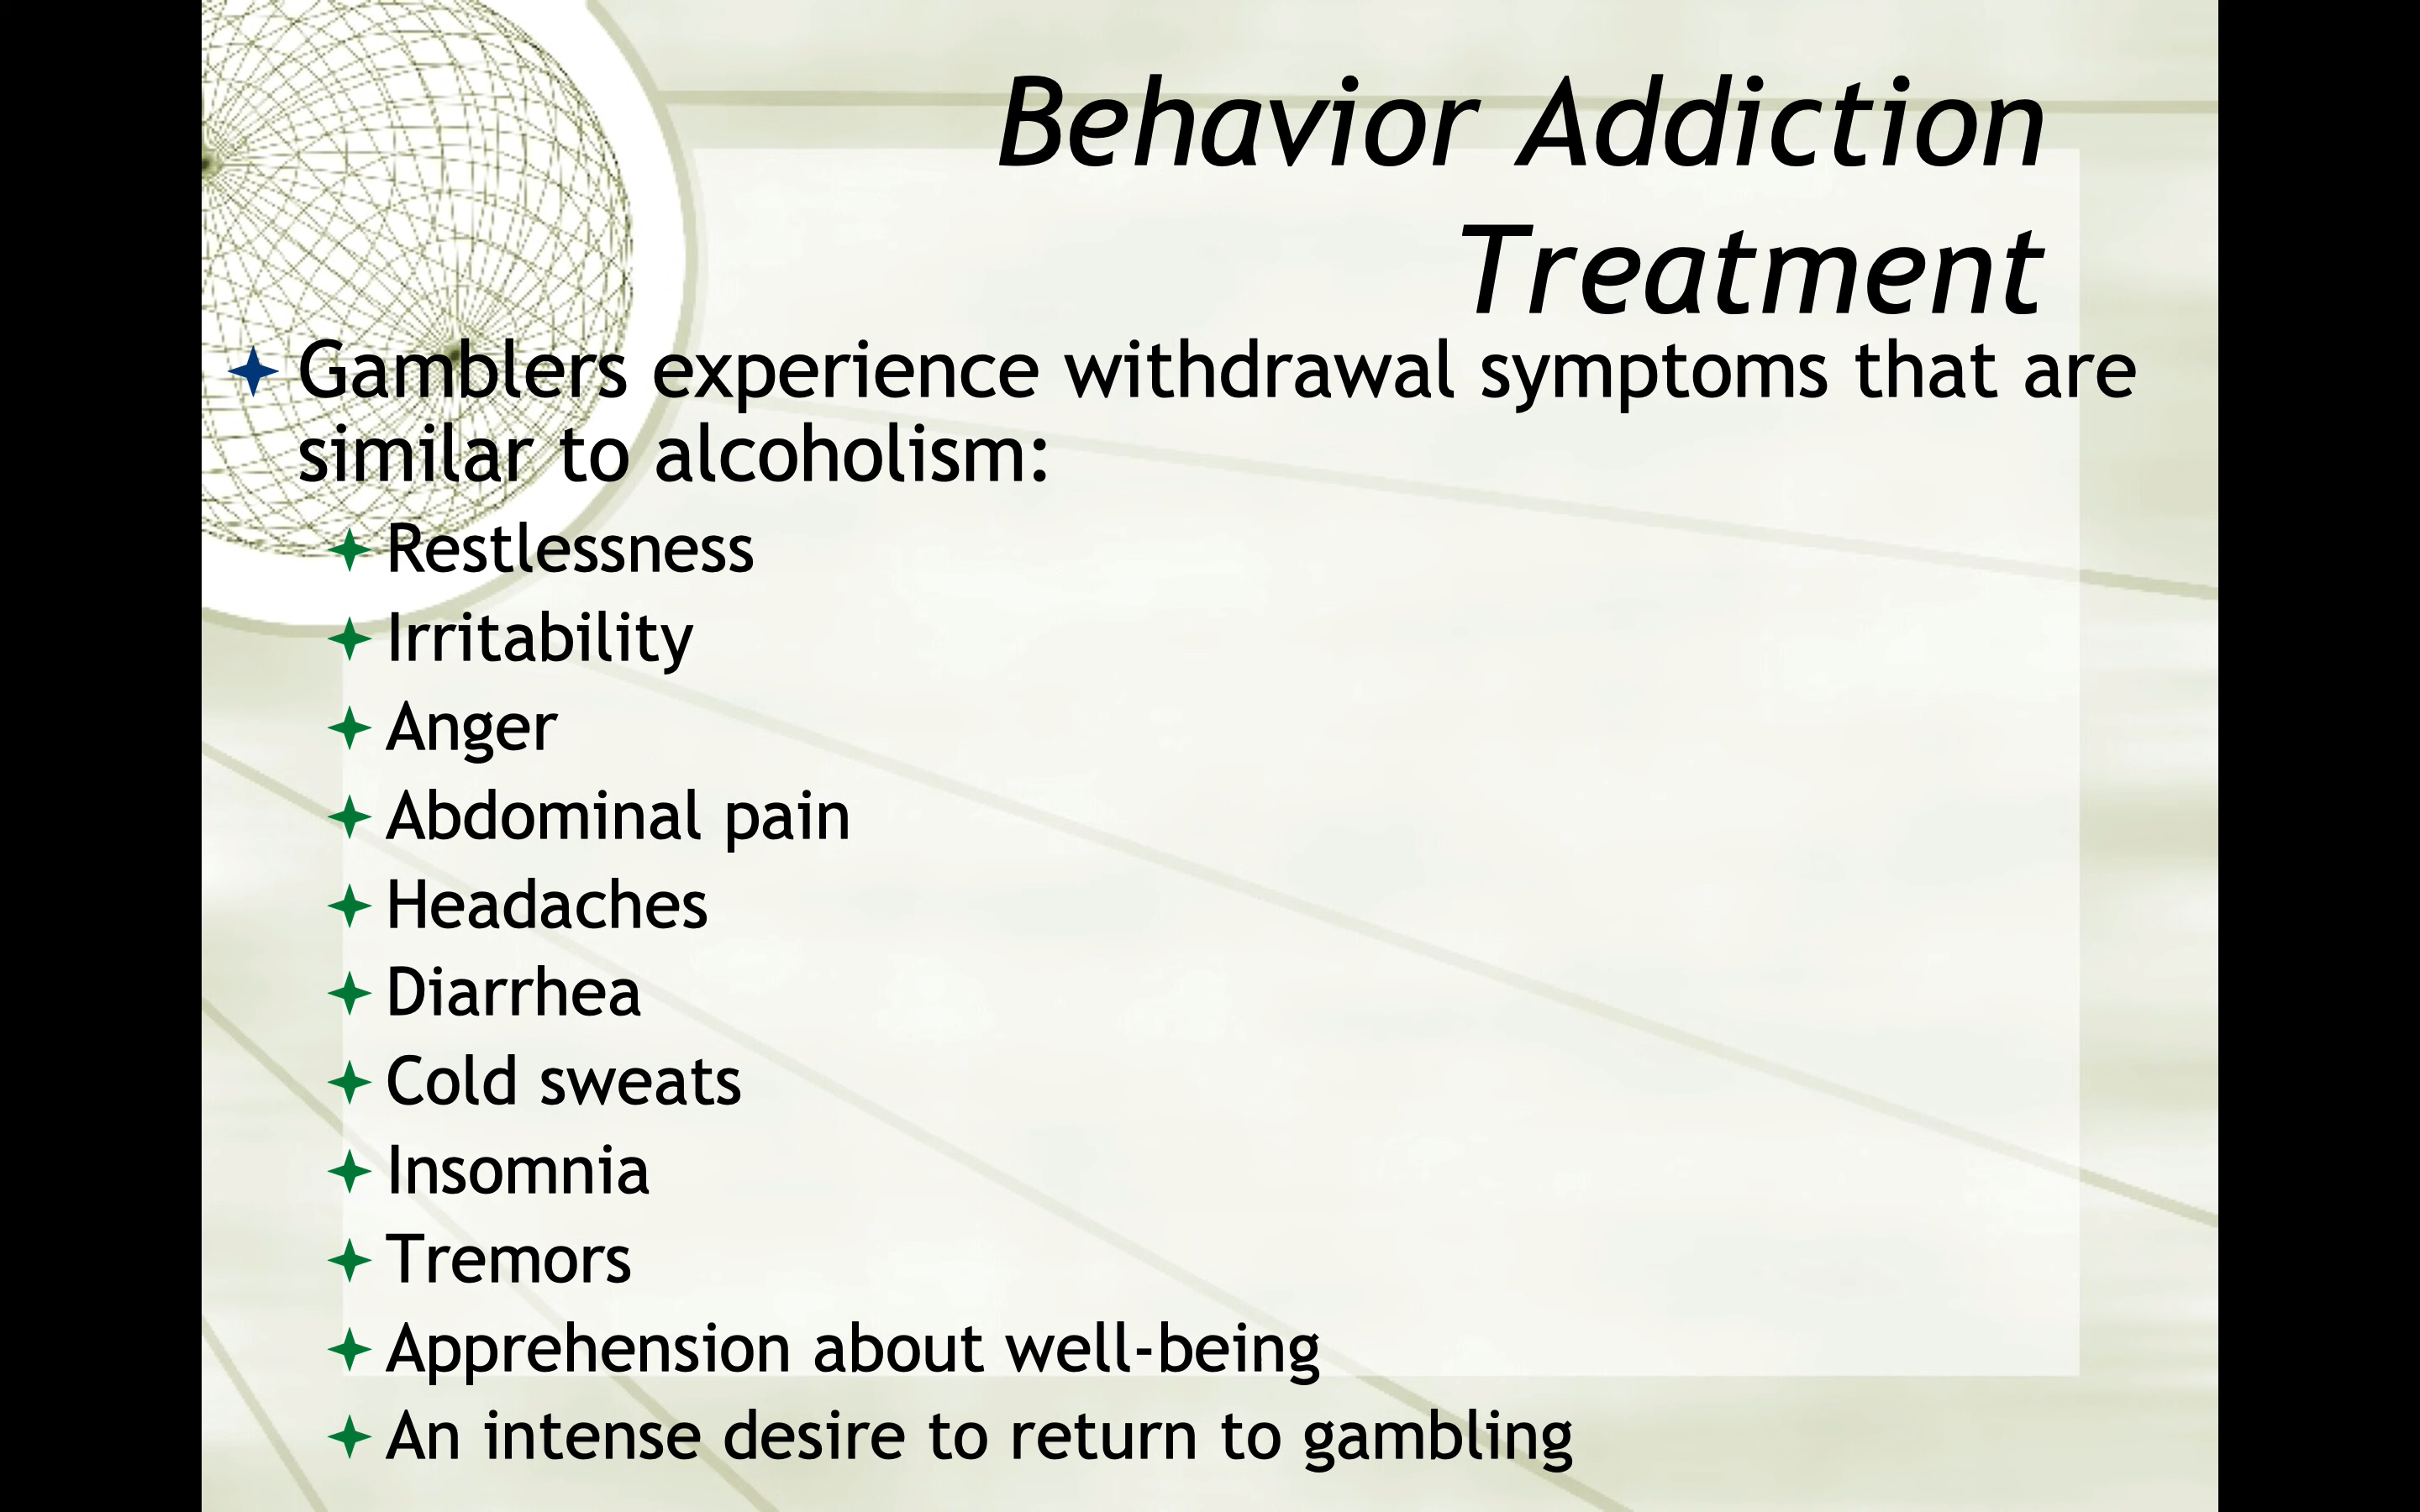 Behavior Addiction
Treatment
Gamblers experience withdrawal symptoms that are
similar to alcoholism:
Restlessness
Irritability
Anger
Abdominal pain
Headaches
Diarrhea
Cold sweats
Insomnia
Tremors
Apprehension about well-being
An intense desire to return to gambling